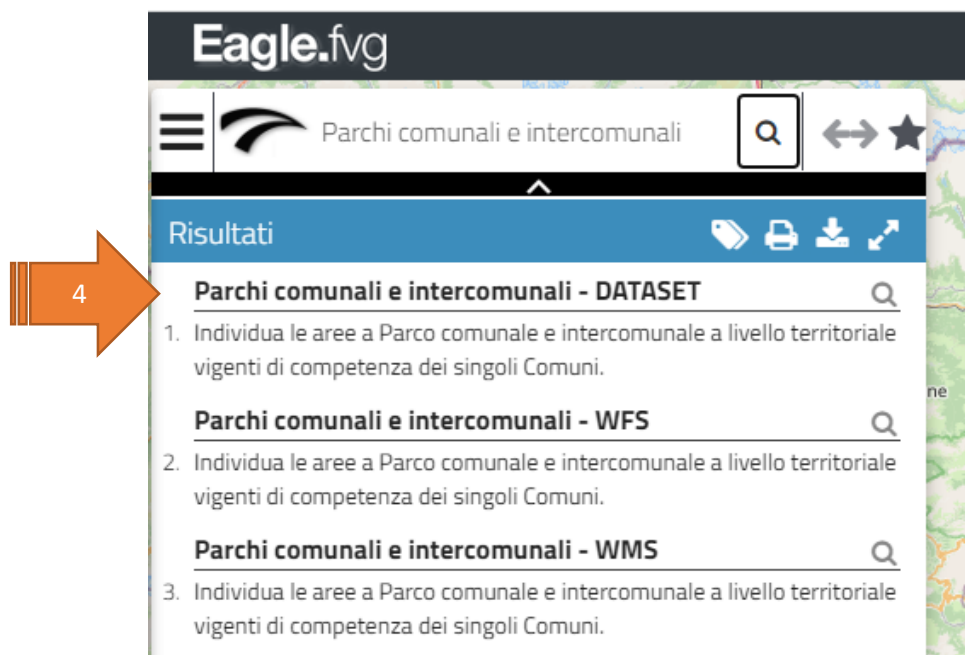 Eagle.fvg
Parchi comunali e intercomunali
Risultati
4
Parchi comunali e intercomunali - DATASET
1. Individua le aree a Parco comunale e intercomunale a livello territoriale
vigenti di competenza dei singoli Comuni.
ne
Parchi comunali e intercomunali - WFS
2. Individua le aree a Parco comunale e intercomunale a livello territoriale
vigenti di competenza dei singoli Comuni.
Parchi comunali e intercomunali - WMS
3. Individua le aree a Parco comunale e intercomunale a livello territoriale
vigenti di competenza dei singoli Comuni.